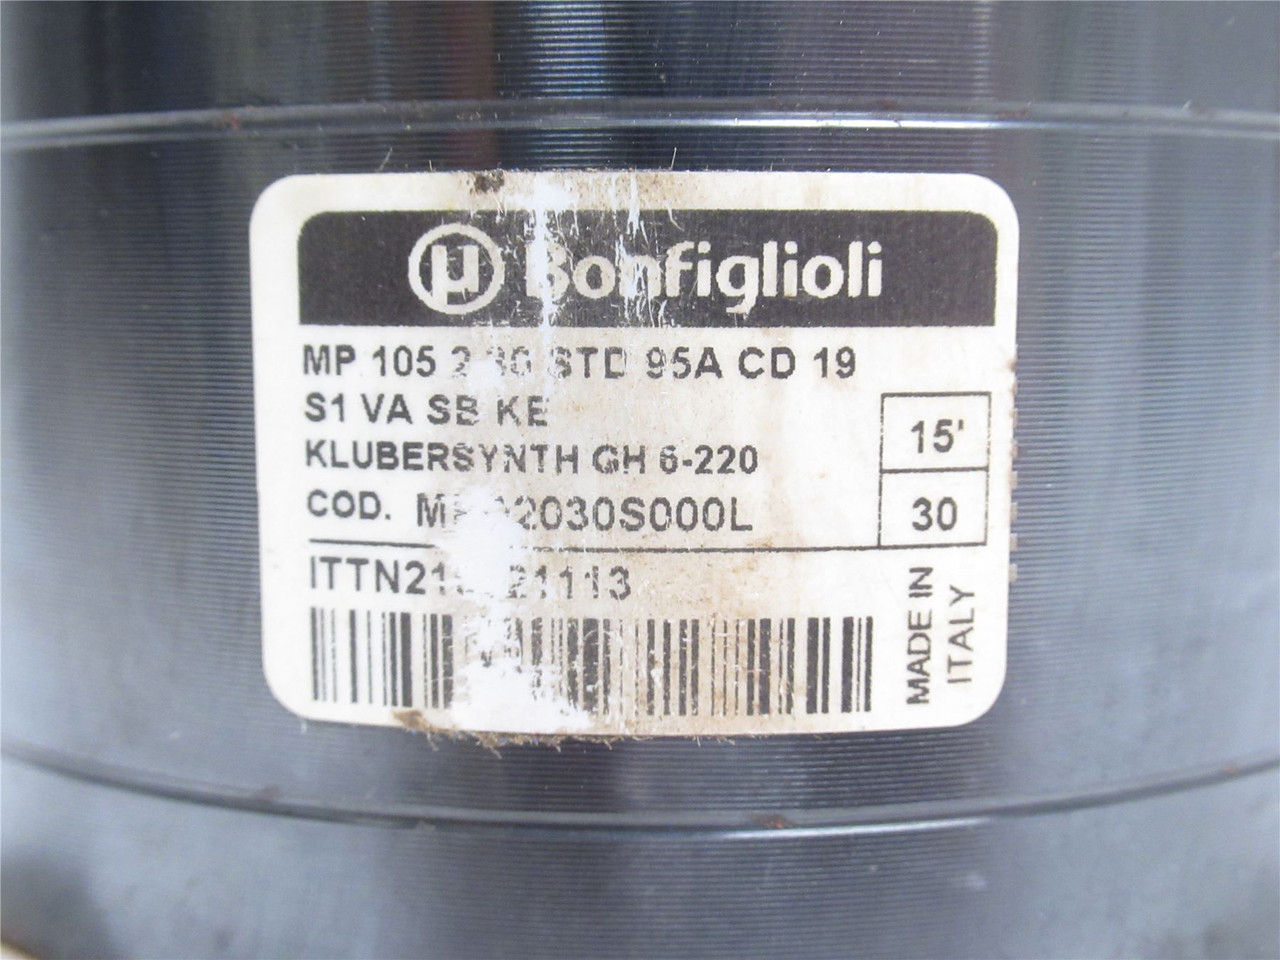 µ Bonfiglioli
MP 105 2 30 STD 95A CD 19
S1 VA SB KE
KLUBERSYNTH GH 6-220
COD.
15'
30
MADE IN
ITALY